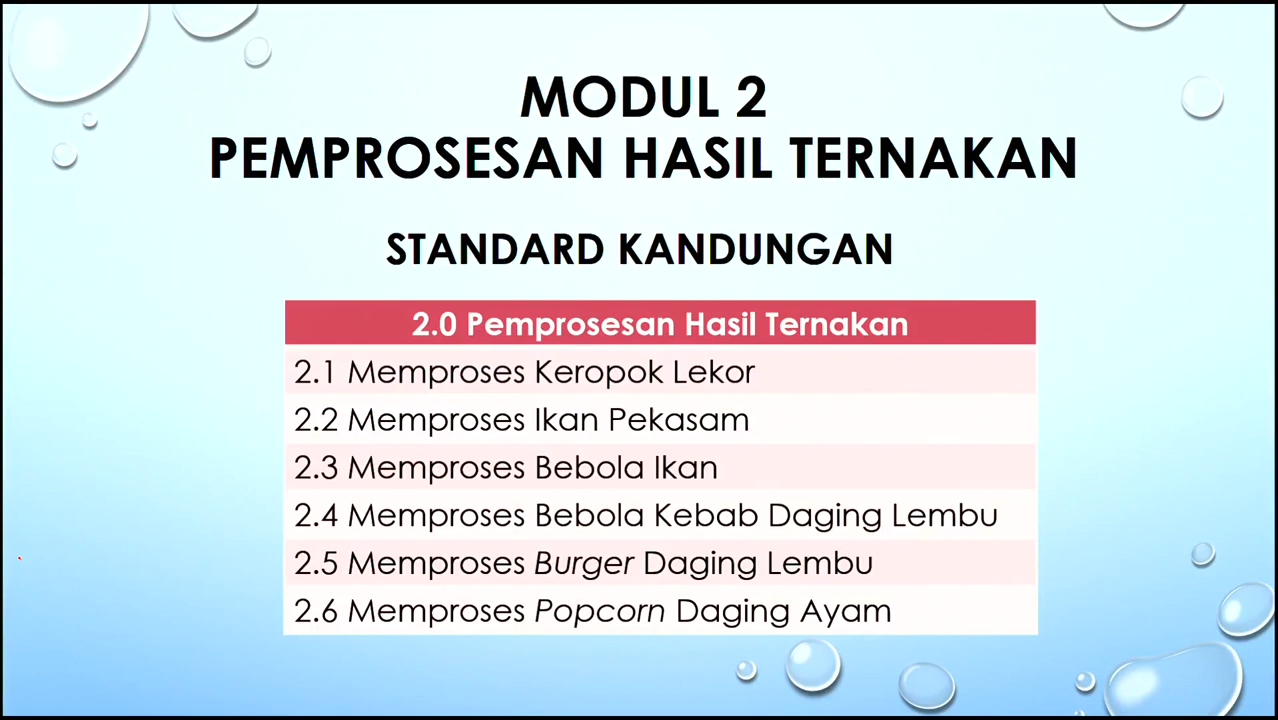 MODUL 2
PEMPROSESAN HASIL TERNAKAN
STANDARD KANDUNGAN
2.0 Pemprosesan Hasil Ternakan
2.1 Memproses Keropok Lekor
2.2 Memproses Ikan Pekasam
2.3 Memproses Bebola Ikan
2.4 Memproses Bebola Kebab Daging Lembu
2.5 Memproses Burger Daging Lembu
2.6 Memproses Popcorn Daging Ayam